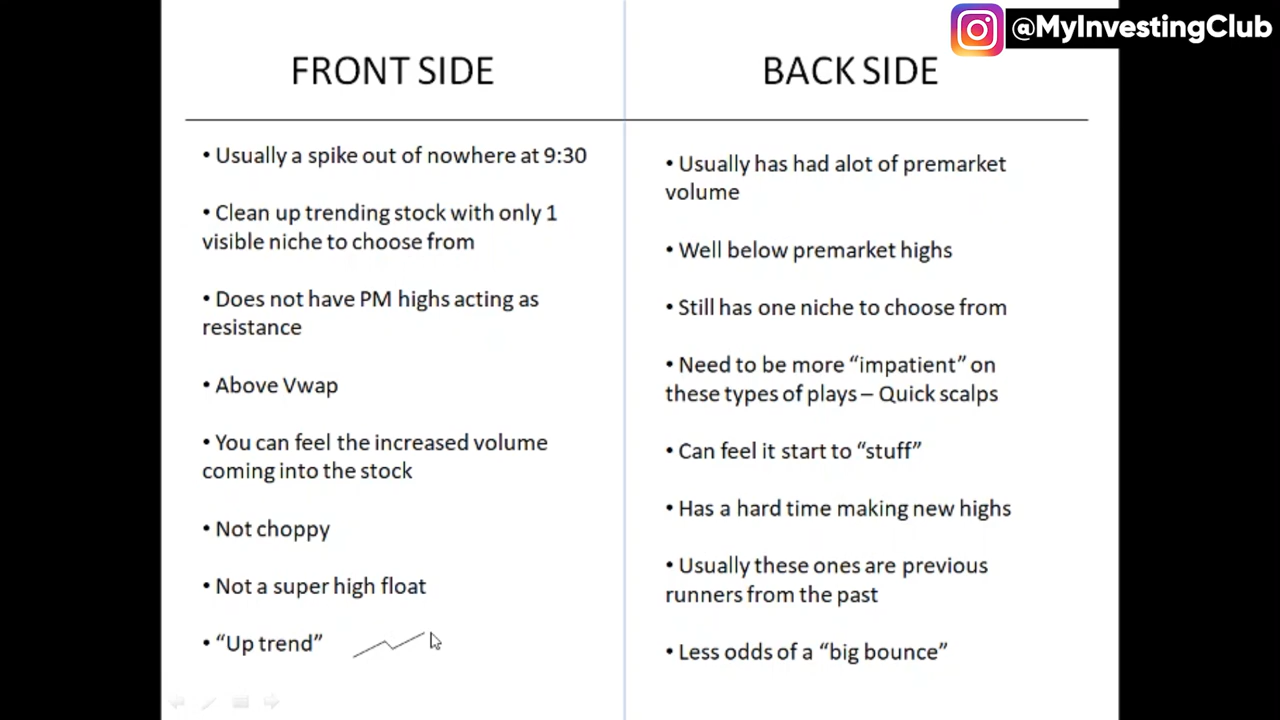 @MyInvestingClub
FRONT SIDE
• Usually a spike out of nowhere at 9:30
• Clean up trending stock with only 1
visible niche to choose from
• Does not have PM highs acting as
resistance
• Above Vwap
• You can feel the increased volume
coming into the stock
• Not choppy
• Not a super high float
• “Up trend”
BACK SIDE
• Usually has had alot of premarket
volume
• Well below premarket highs
• Still has one niche to choose from
• Need to be more “impatient” on
these types of plays – Quick scalps
• Can feel it start to “stuff”
• Has a hard time making new highs
• Usually these ones are previous
runners from the past
• Less odds of a “big bounce”